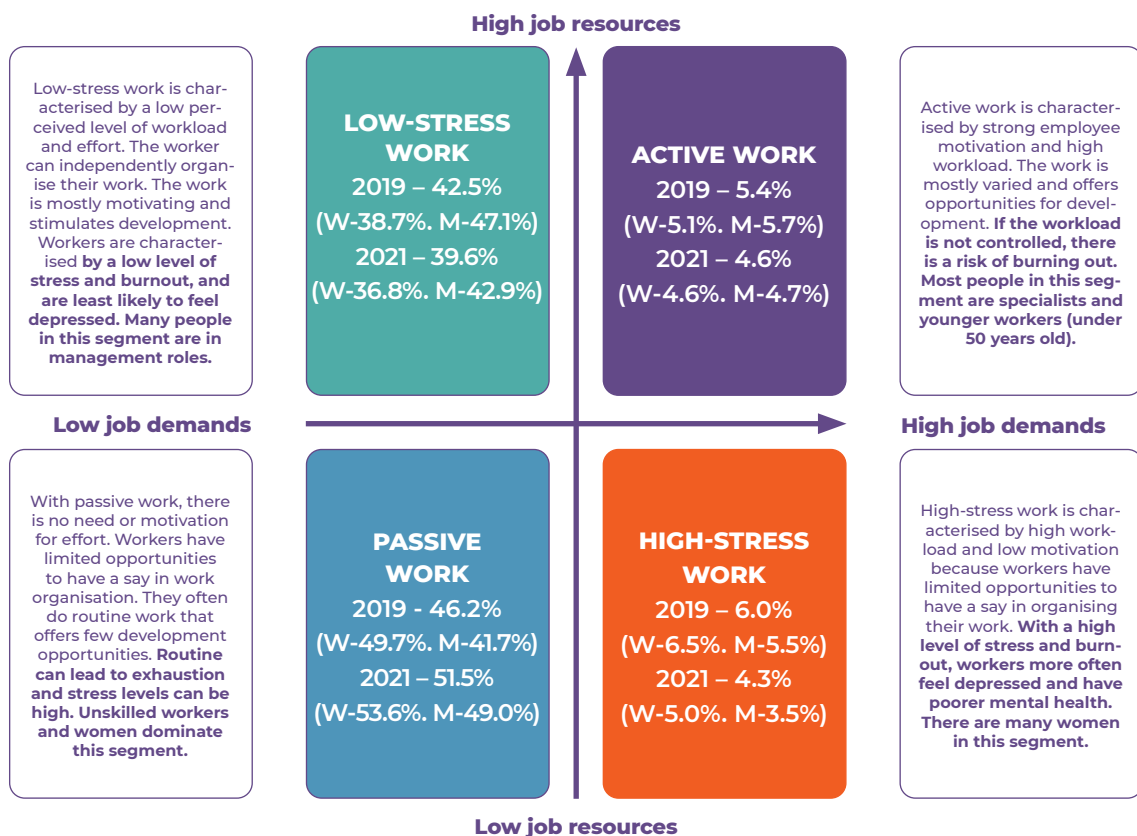 High job resources
Low-stress work is char-
acterised by a low per-
ceived level of workload
and effort. The worker
can independently organ-
ise their work. The work
is mostly motivating and
stimulates development.
Workers are character-
ised by a low level of
stress and burnout, and
are least likely to feel
depressed. Many people
in this segment are in
management roles.
LOW-STRESS
WORK
2019 – 42.5%
(W-38.7%. M-47.1%)
2021 – 39.6%
(W-36.8%. M-42.9%)
ACTIVE WORK
2019 – 5.4%
(W-5.1%. M-5.7%)
2021 – 4.6%
(W-4.6%. M-4.7%)
Active work is character-
ised by strong employee
motivation and high
workload. The work is
mostly varied and offers
opportunities for devel-
opment. If the workload
is not controlled, there
is a risk of burning out.
Most people in this seg-
ment are specialists and
younger workers (under
50 years old).
Low job demands
High job demands
With passive work, there
is no need or motivation
for effort. Workers have
limited opportunities
to have a say in work
organisation. They often
do routine work that
offers few development
opportunities. Routine
can lead to exhaustion
and stress levels can be
high. Unskilled workers
and women dominate
this segment.
PASSIVE
WORK
2019 - 46.2%
(W-49.7%. M-41.7%)
2021 – 51.5%
(W-53.6%. M-49.0%)
HIGH-STRESS
WORK
2019 – 6.0%
(W-6.5%. M-5.5%)
2021 – 4.3%
(W-5.0%. M-3.5%)
High-stress work is char-
acterised by high work-
load and low motivation
because workers have
limited opportunities to
have a say in organising
their work. With a high
level of stress and burn-
out, workers more often
feel depressed and have
poorer mental health.
There are many women
in this segment.
Low job resources